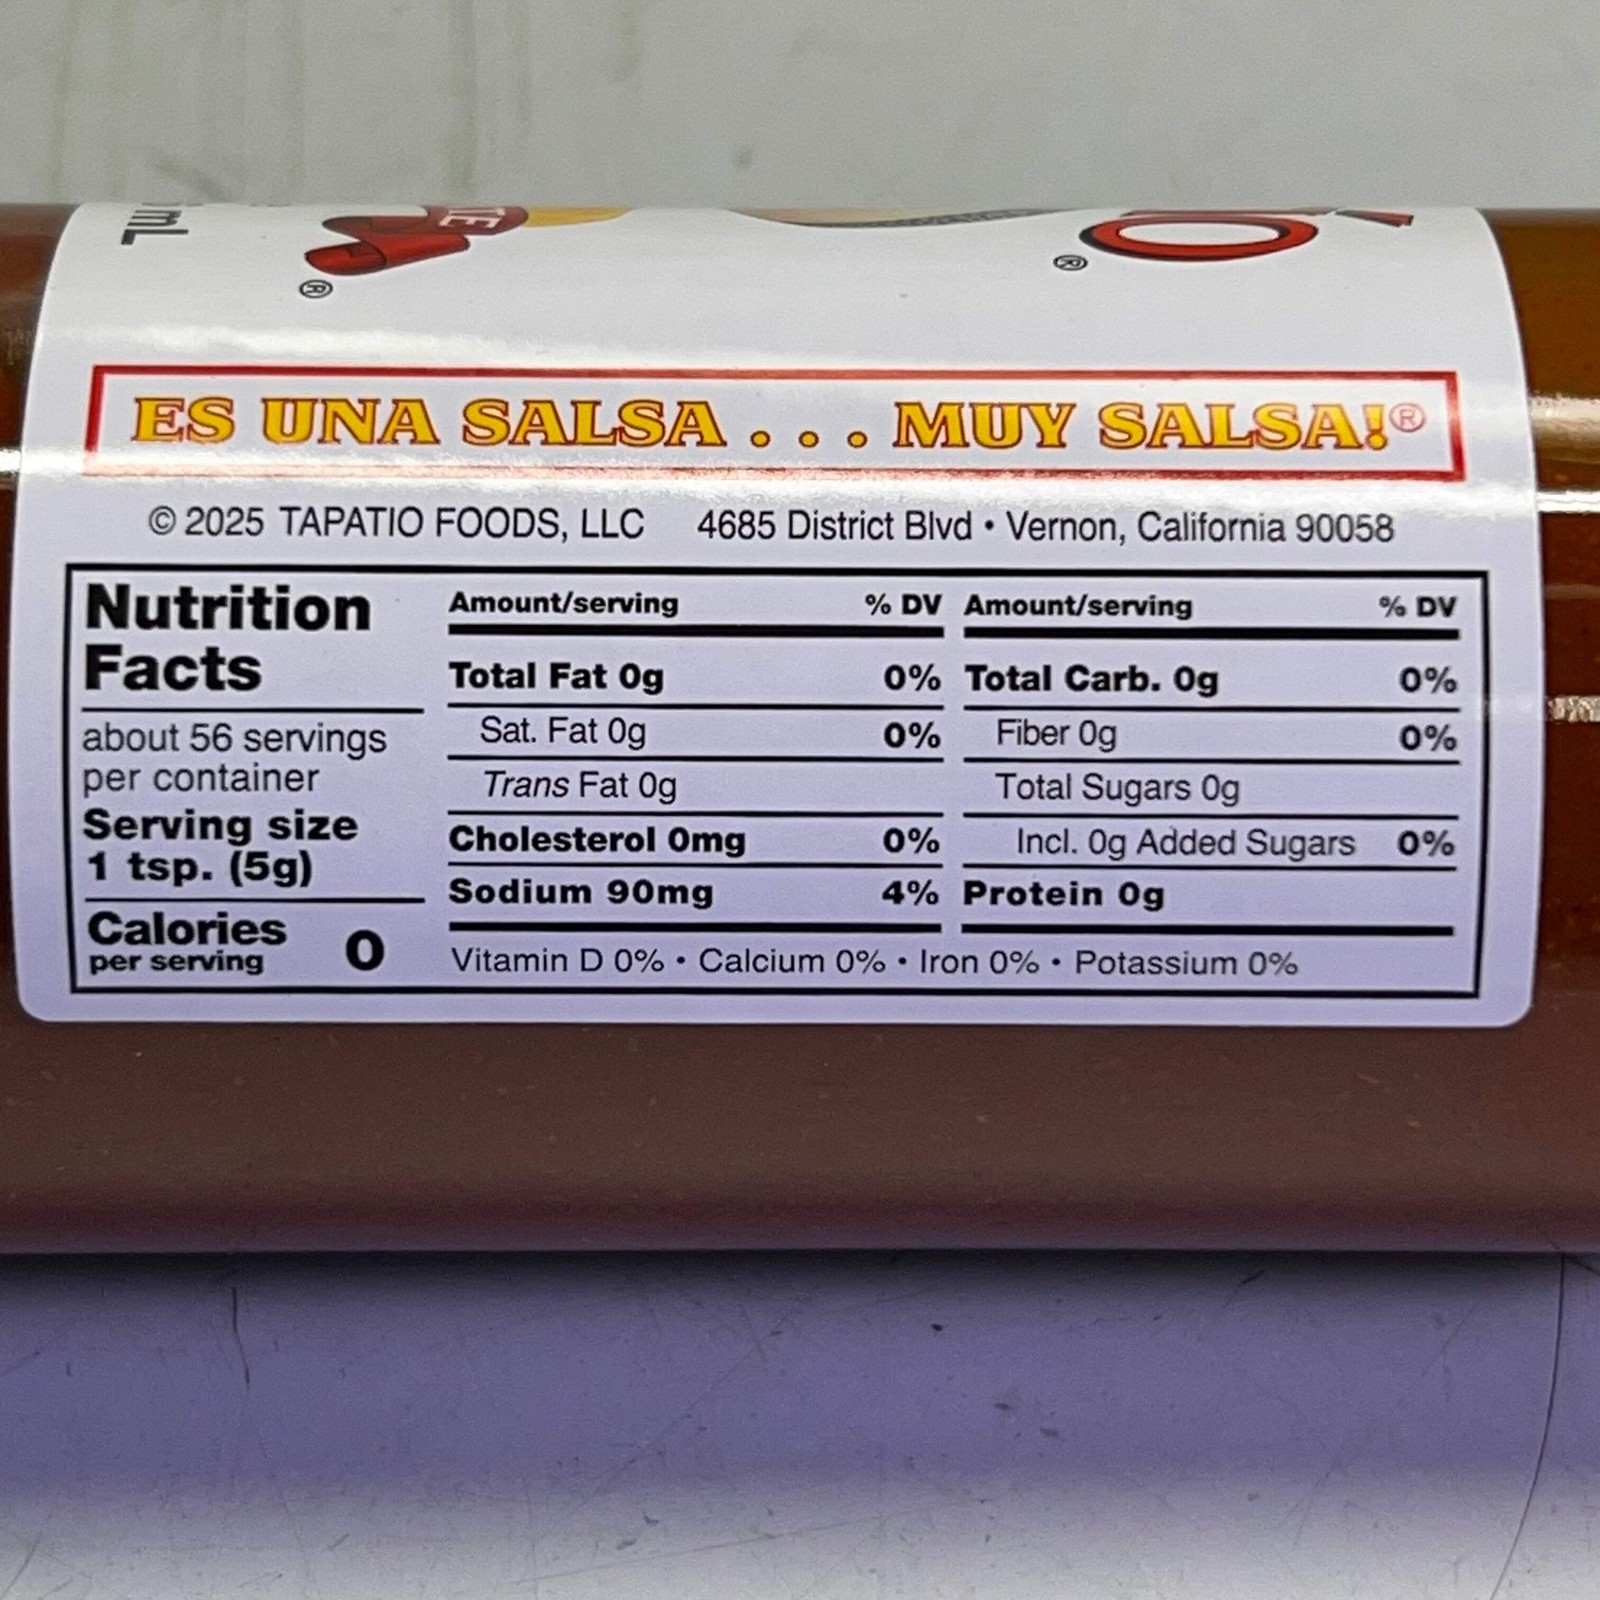 mL
TE
®
®
ES UNA SALSA . . . MUY SALSA!®
© 2025 TAPATIO FOODS, LLC 4685 District Blvd • Vernon, California 90058
Nutrition
Facts
about 56 servings
per container
Serving size
1 tsp. (5g)
Calories
per serving 0
Amount/serving % DV
Total Fat 0g 0%
Sat. Fat 0g 0%
Trans Fat 0g
Cholesterol 0mg 0%
Sodium 90mg 4%
Amount/serving % DV
Total Carb. 0g 0%
Fiber 0g 0%
Total Sugars 0g
Incl. 0g Added Sugars 0%
Protein 0g
Vitamin D 0% • Calcium 0% • Iron 0% • Potassium 0%